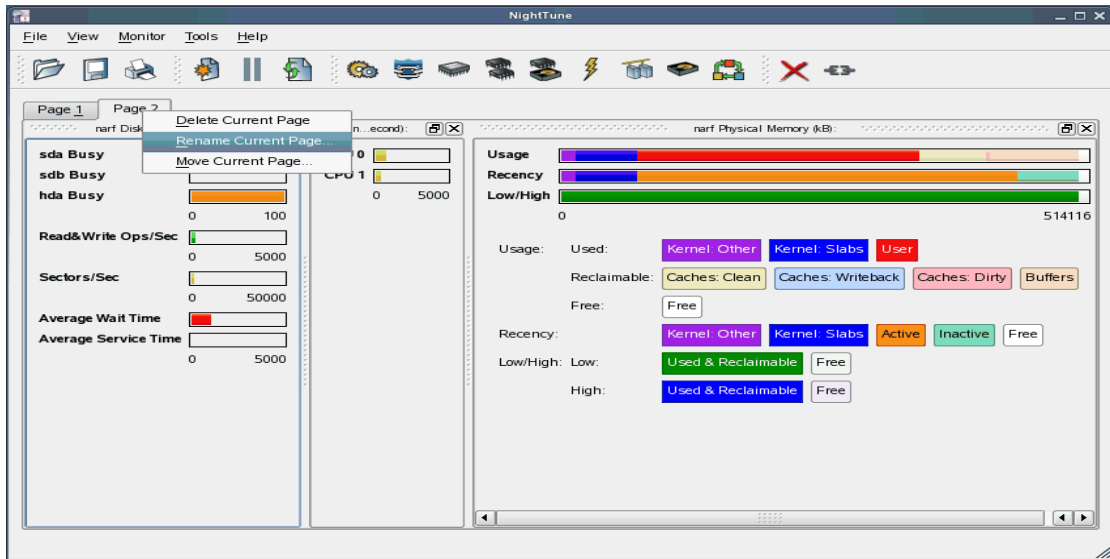 NightTune
File View Monitor Tools Help
Page 1 Page 2
Delete Current Page
Rename Current Page...
Move Current Page...
narf Disk
n...econd):
narf Physical Memory (kB):
sda Busy
sdb Busy
hda Busy
0 100
Read&Write Ops/Sec
0 5000
Sectors/Sec
0 50000
Average Wait Time
Average Service Time
0 5000
0
CPU 1
0 5000
Usage
Recency
Low/High
0 514116
Usage: Used: Kernel: Other Kernel: Slabs User
Reclaimable: Caches: Clean Caches: Writeback Caches: Dirty Buffers
Free: Free
Recency: Kernel: Other Kernel: Slabs Active Inactive Free
Low/High: Low: Used & Reclaimable Free
High: Used & Reclaimable Free